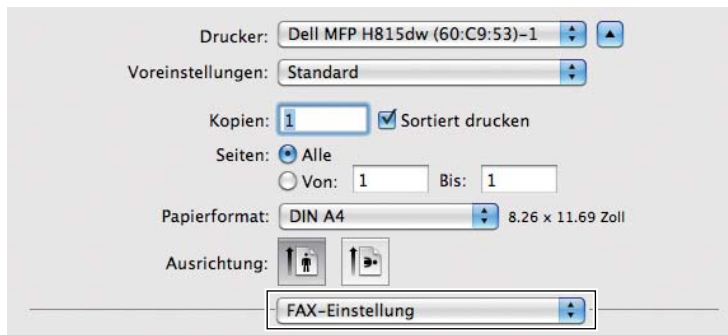 Drucker: Dell MFP H815dw (60:C9:53)-1
Voreinstellungen: Standard
Kopien: 1 Sortiert drucken
Seiten: Alle
Von: 1 Bis: 1
Papierformat: DIN A4 8.26 x 11.69 Zoll
Ausrichtung:
FAX-Einstellung